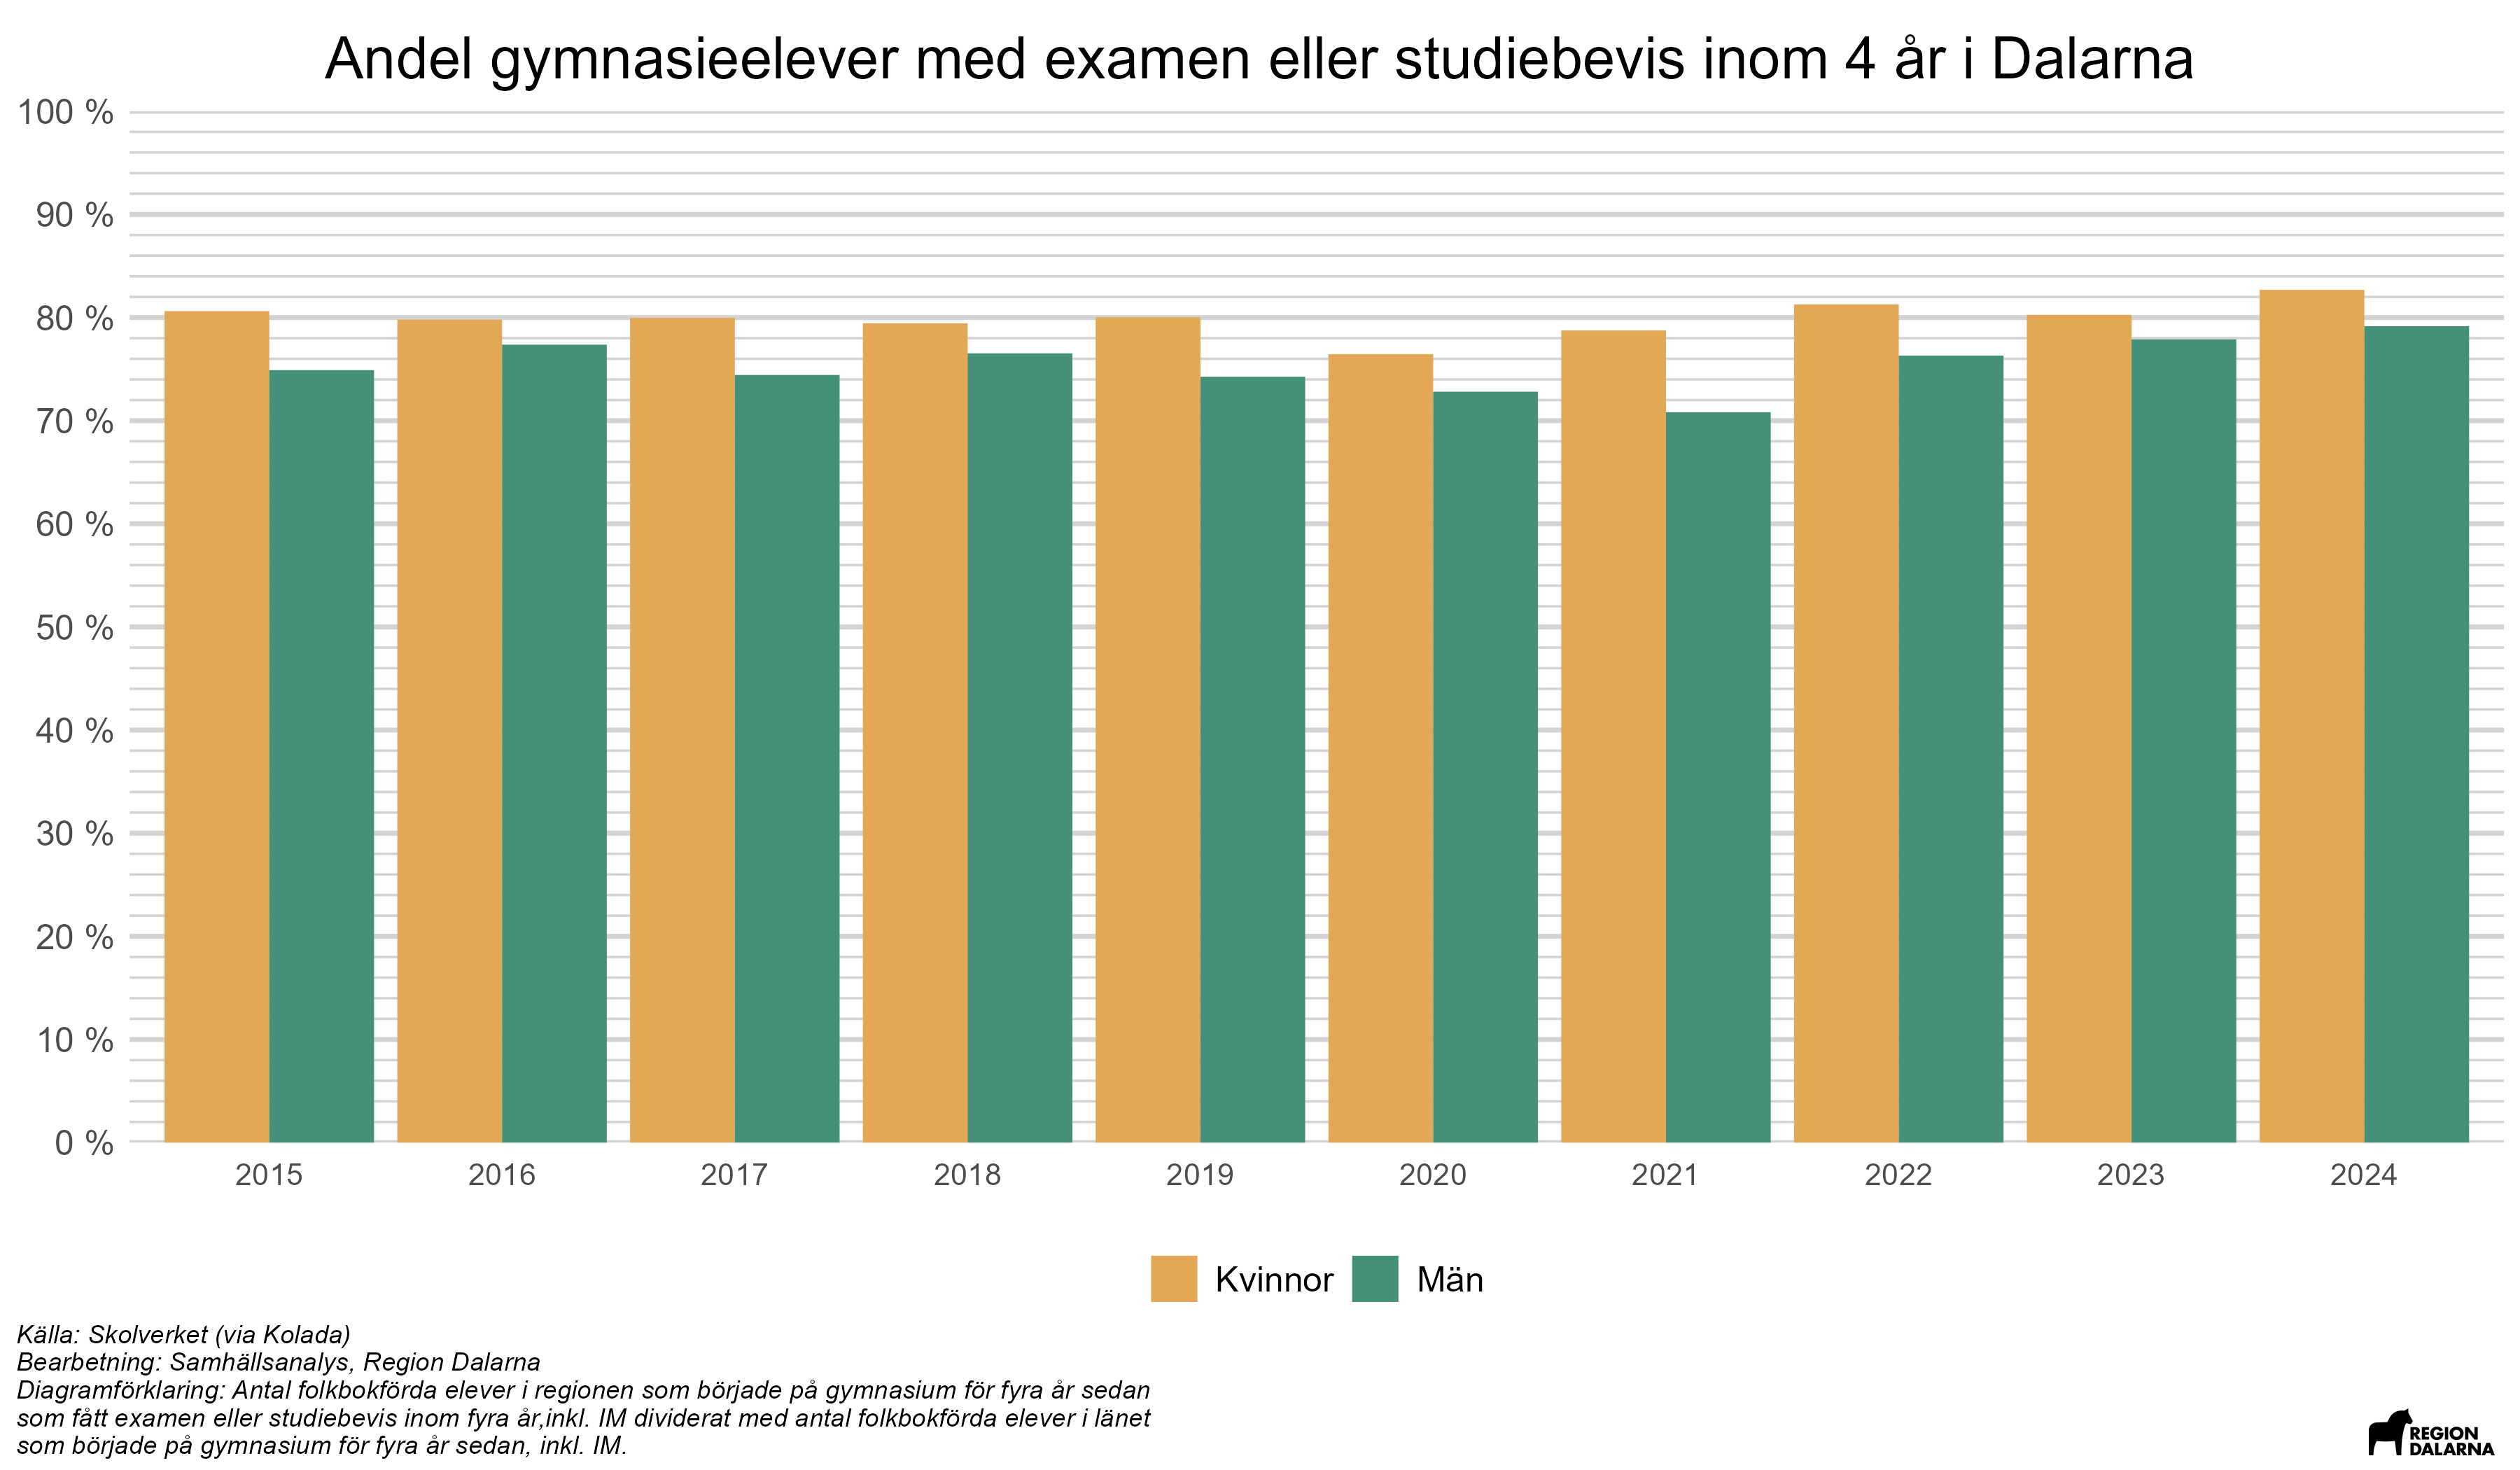 Andel gymnasieelever med examen eller studiebevis inom 4 år i Dalarna
100 %
90 %
80 %
70 %
60 %
50 %
40 %
30 %
20 %
10 %
0 %
2015 2016 2017 2018 2019 2020 2021 2022 2023 2024
Kvinnor Män
Källa: Skolverket (via Kolada)
Bearbetning: Samhällsanalys, Region Dalarna
Diagramförklaring: Antal folkbokförda elever i regionen som började på gymnasium för fyra år sedan
som fått examen eller studiebevis inom fyra år,inkl. IM dividerat med antal folkbokförda elever i länet
som började på gymnasium för fyra år sedan, inkl. IM.
REGION
DALARNA